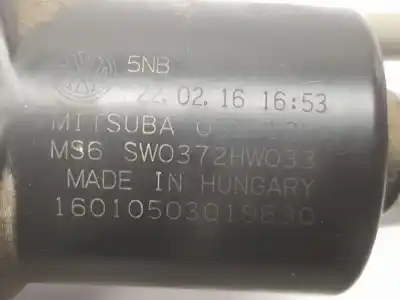 5NB
22.02.16 16:53
MITSUBA
MS6 SW0372HW033
MADE IN HUNGARY